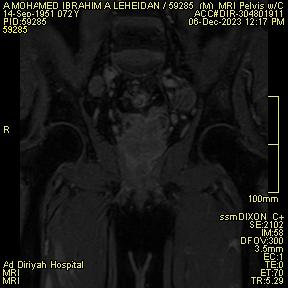 A MOHAMED IBRAHIM A LEHEIDAN / 59285 (M) MRI Pelvis w/C
14-Sep-1951 072Y ACC#DIR-304801911
PID:59285 06-Dec-2023 12:17 PM
59285
R
100mm
ssmDIXON C+
SE:2102
IM:58
DFOV:300
3.5mm
EC:1
TE:0
Ad Diriyah Hospital ET:70
MRI
MRI TR:5.29